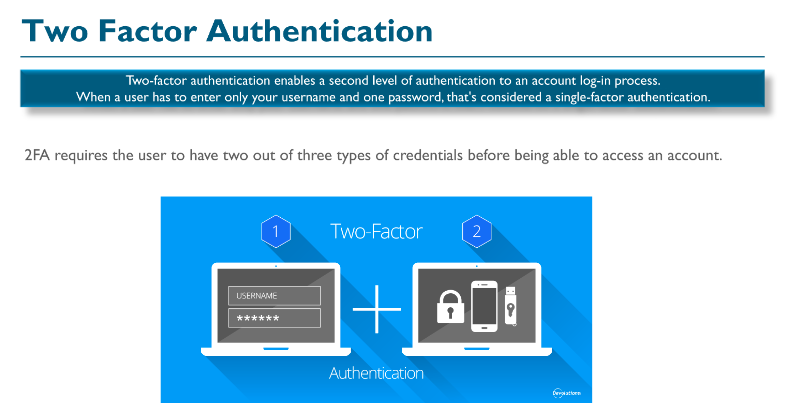 Two Factor Authentication
Two-factor authentication enables a second level of authentication to an account log-in process.
When a user has to enter only your username and one password, that's considered a single-factor authentication.
2FA requires the user to have two out of three types of credentials before being able to access an account.
1 Two-Factor 2
USERNAME
******
Authentication